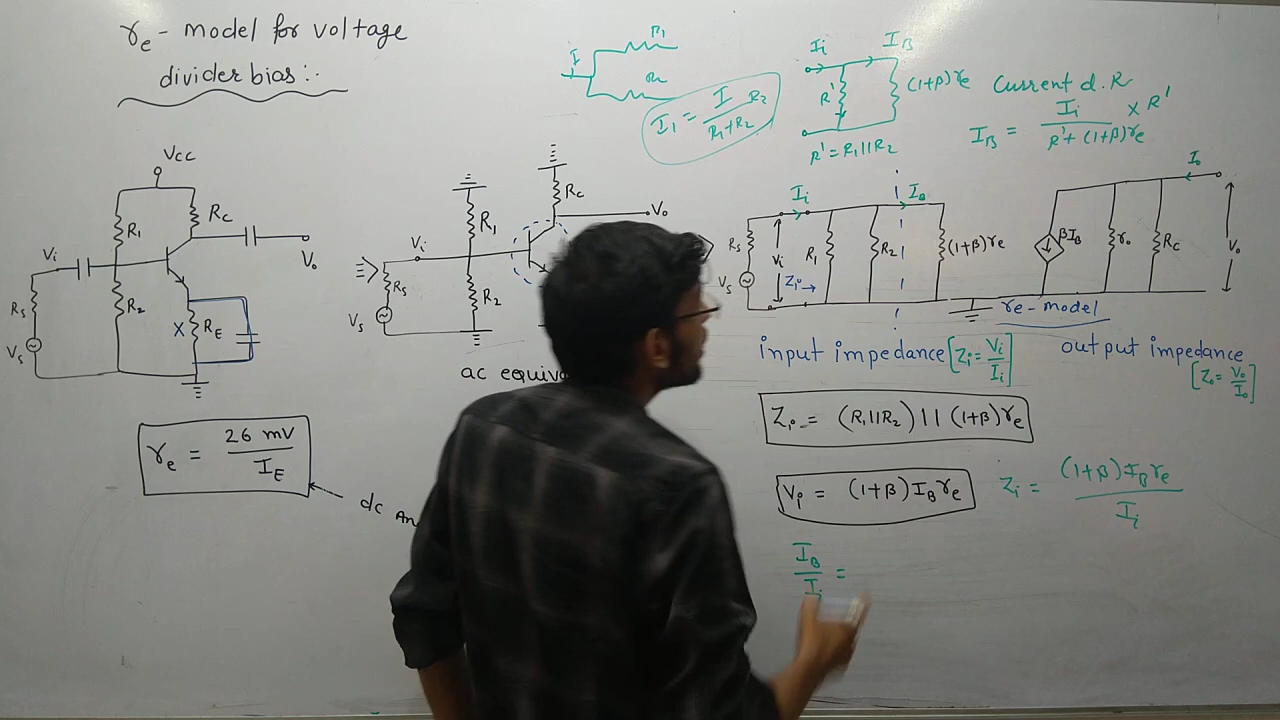 re - model for voltage
divider bias :-
Vcc
R1
RC
Vi
Vo
RS
R2
X
RE
VS
re = 26 mV / IE
dc An
RC
R1
Vo
Vi
RS
R2
VS
ac equiva
I
R1
R2
I1 = I / R1+R2 R2
Ii
IB
R'
(1+β)re
R' = R1||R2
Current d. R
IB = Ii / R' + (1+β)re × R'
Ii
IB
Io
RS
Vi
R1
R2
(1+β)re
βIB
ro
RC
Vo
VS
Zi →
re - model
input impedance [Zi = Vi / Ii]
output impedance
[Zo = Vo / Io]
Zi = (R1||R2) || (1+β)re
Vi = (1+β)IBre
Zi = (1+β)IBre / Ii
IB / Ii =